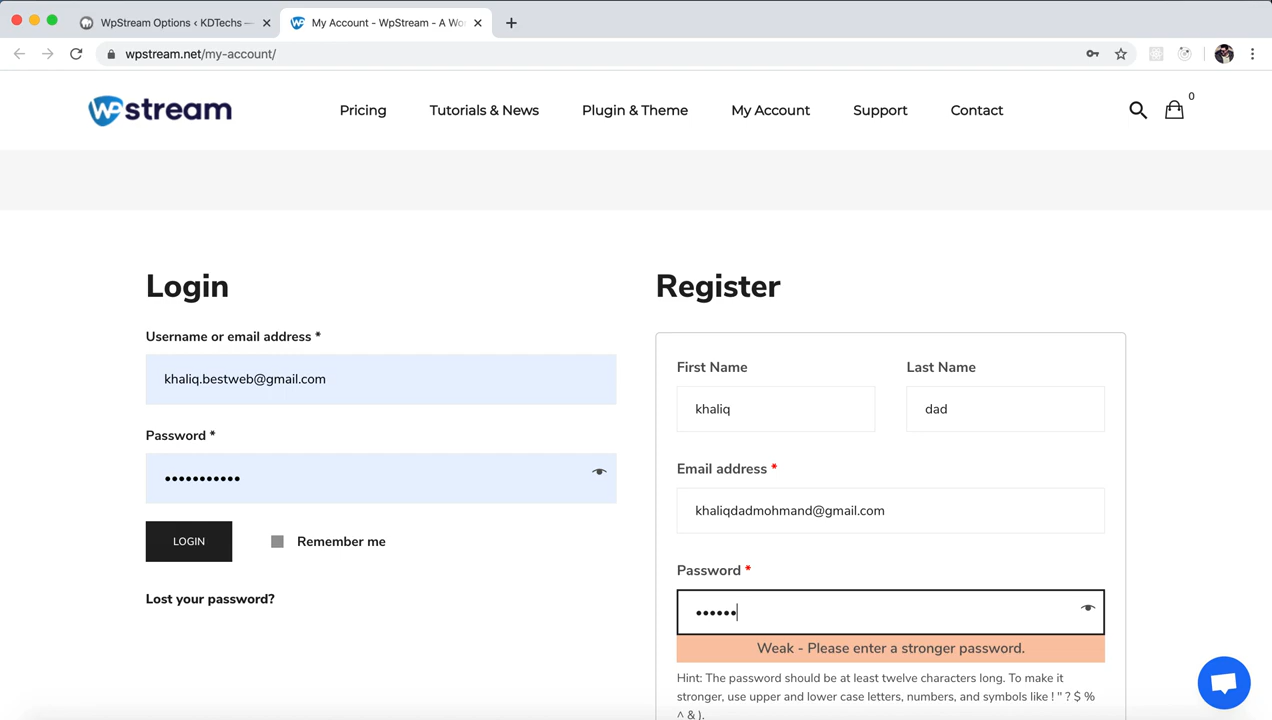 WpStream Options ‹ KDTechs —
My Account - WpStream - A Wor
wpstream.net/my-account/
WPstream
Pricing
Tutorials & News
Plugin & Theme
My Account
Support
Contact
0
Login
Username or email address *
khaliq.bestweb@gmail.com
Password *
•••••••••••
LOGIN
Remember me
Lost your password?
Register
First Name
Last Name
khaliq
dad
Email address *
khaliqdadmohmand@gmail.com
Password *
••••••
Weak - Please enter a stronger password.
Hint: The password should be at least twelve characters long. To make it
stronger, use upper and lower case letters, numbers, and symbols like ! " ? $ %
^ & ).